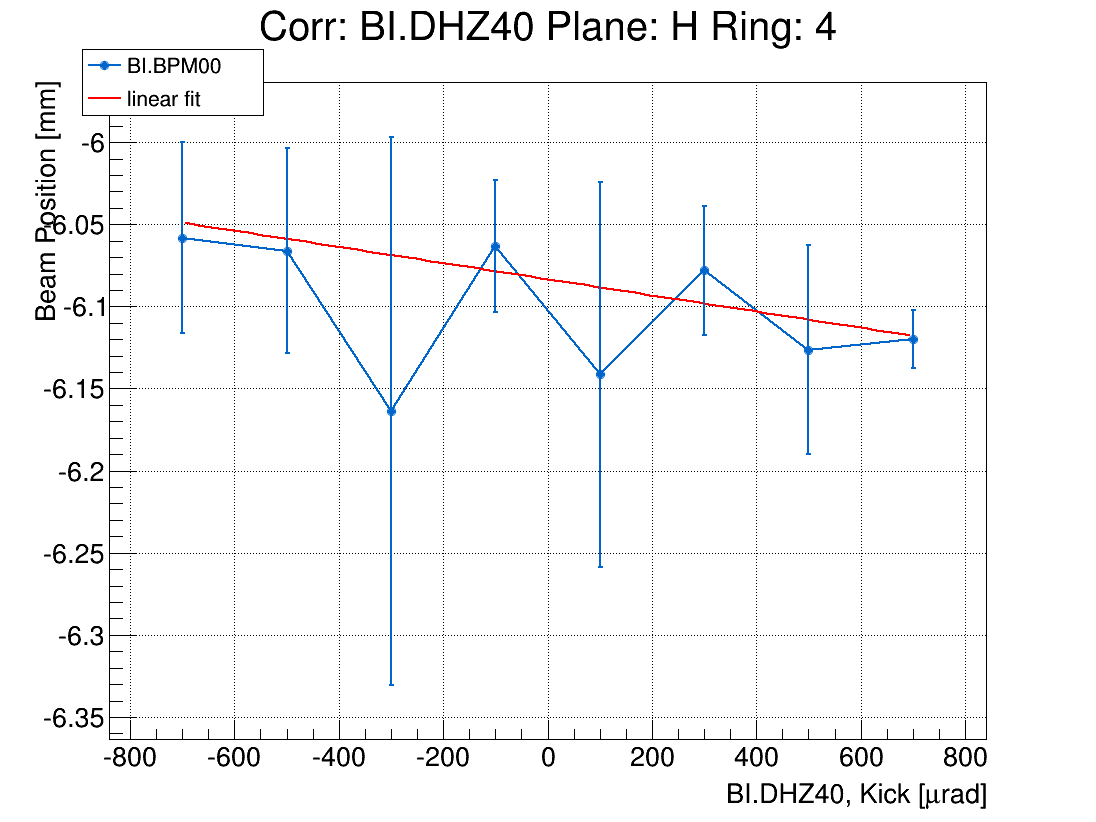 Corr: BI.DHZ40 Plane: H Ring: 4
BI.BPM00
linear fit
Beam Position [mm]
-6
-6.05
-6.1
-6.15
-6.2
-6.25
-6.3
-6.35
-800 -600 -400 -200 0 200 400 600 800
BI.DHZ40, Kick [μrad]